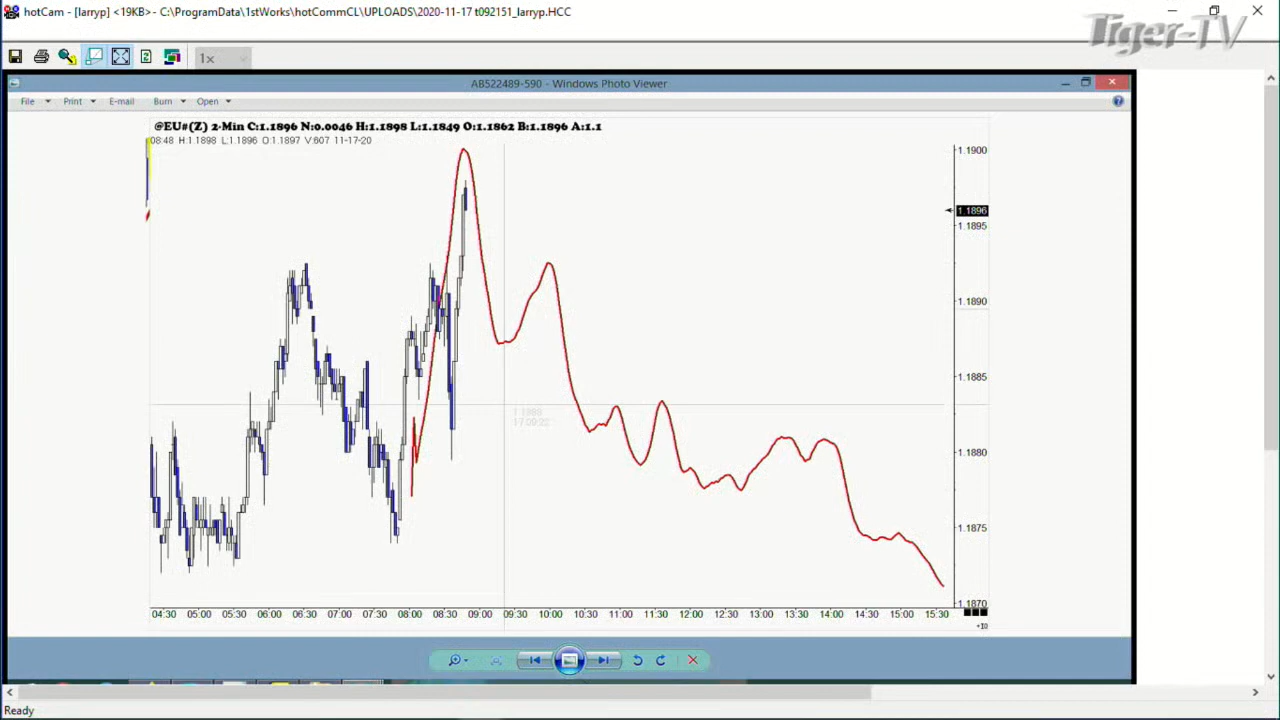 hotCam - [larryp] <19KB>- C:\ProgramData\1stWorks\hotCommCL\UPLOADS\2020-11-17 t092151_larryp.HCC
Tiger-TV
1x
AB522489-590 - Windows Photo Viewer
File Print E-mail Burn Open
@EU#(Z) 2-Min C:1.1896 N:0.0046 H:1.1898 L:1.1849 O:1.1862 B:1.1896 A:1.1
08:48 H:1.1898 L:1.1896 O:1.1897 V:607 11-17-20
1.1900
1.1896
1.1895
1.1890
1.1885
1.1888
17:09:22
1.1880
1.1875
1.1870
04:30 05:00 05:30 06:00 06:30 07:00 07:30 08:00 08:30 09:00 09:30 10:00 10:30 11:00 11:30 12:00 12:30 13:00 13:30 14:00 14:30 15:00 15:30
Ready